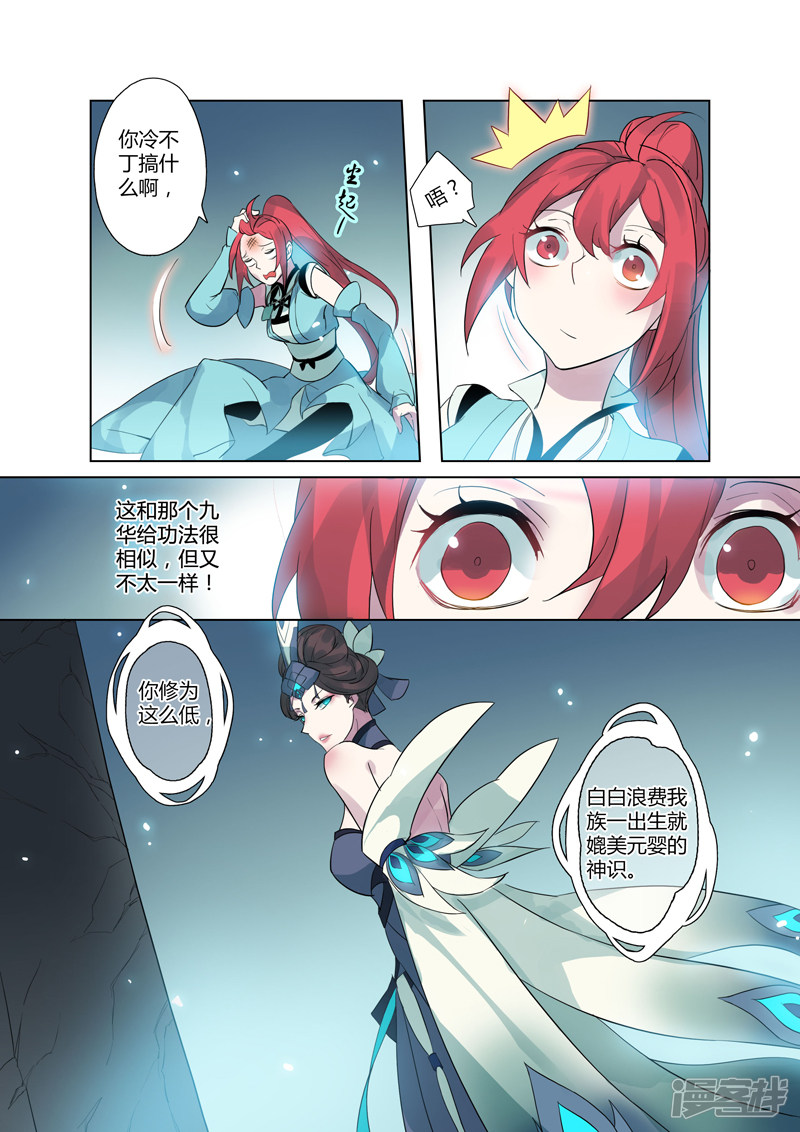 你冷不
丁搞什
么啊，
坐起
唔？
这和那个九
华给功法很
相似，但又
不太一样！
你修为
这么低，
白白浪费我
族一出生就
媲美元婴的
神识。
漫客栈